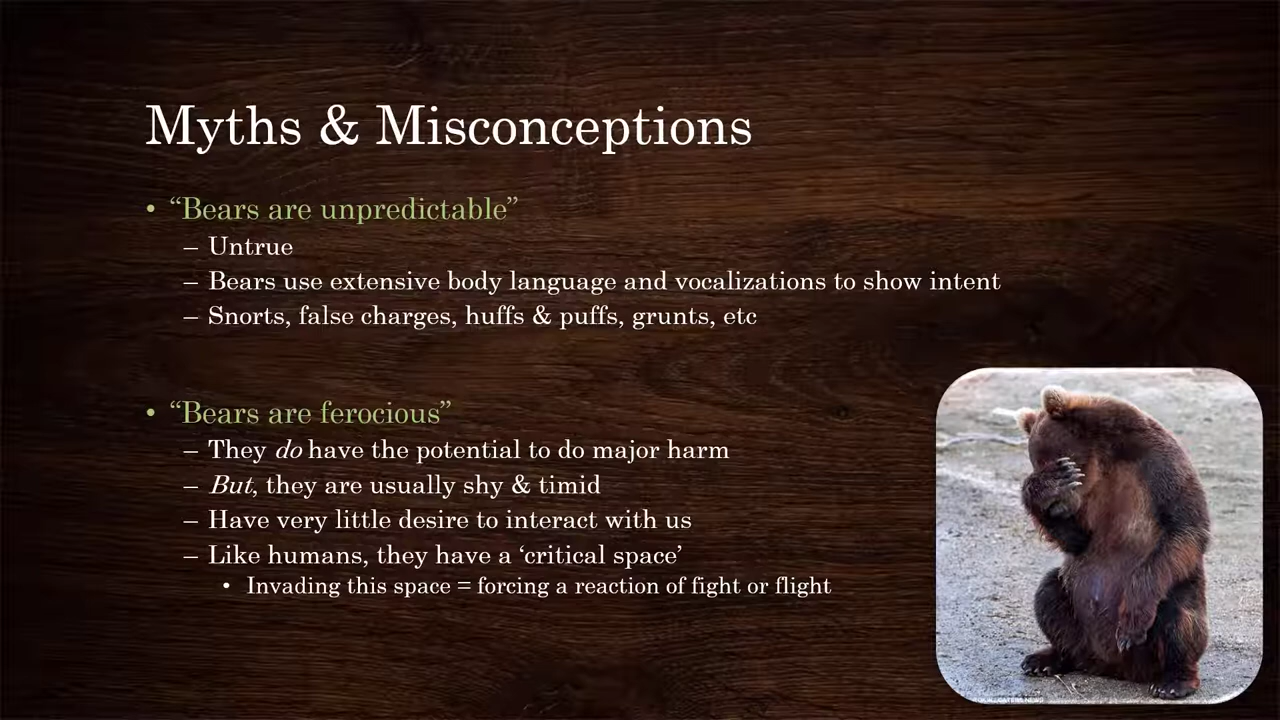 Myths & Misconceptions
• “Bears are unpredictable”
– Untrue
– Bears use extensive body language and vocalizations to show intent
– Snorts, false charges, huffs & puffs, grunts, etc
• “Bears are ferocious”
– They do have the potential to do major harm
– But, they are usually shy & timid
– Have very little desire to interact with us
– Like humans, they have a ‘critical space’
• Invading this space = forcing a reaction of fight or flight